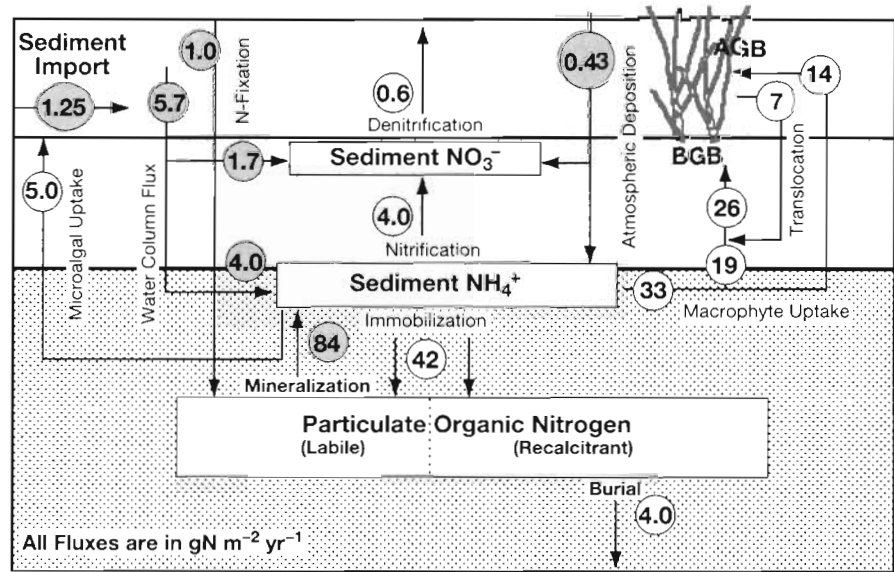 Sediment
Import
1.25
5.7
1.0
N-Fixation
0.6
Denitrification
0.43
Atmospheric Deposition
AGB
14
7
BGB
Translocation
5.0
Microalgal Uptake
Water Column Flux
1.7
Sediment NO₃⁻
4.0
Nitrification
26
4.0
Sediment NH₄⁺
19
33
Macrophyte Uptake
Immobilization
84
42
Mineralization
Particulate Organic Nitrogen
(Labile) (Recalcitrant)
Burial
4.0
All Fluxes are in gN m⁻² yr⁻¹